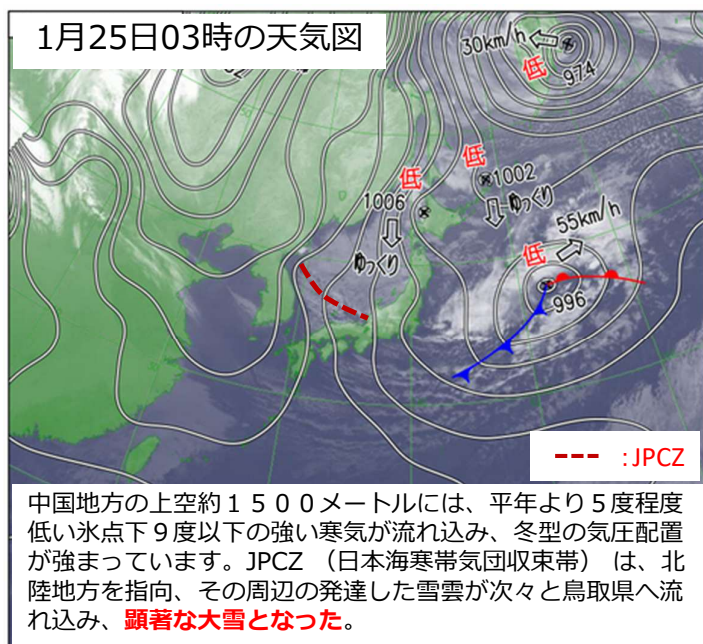 1月25日03時の天気図
30km/h
低
974
低
1002
ゆっくり
低
1006
ゆっくり
55km/h
低
996
：JPCZ
中国地方の上空約１５００メートルには、平年より５度程度
低い氷点下９度以下の強い寒気が流れ込み、冬型の気圧配置
が強まっています。JPCZ （日本海寒帯気団収束帯） は、北
陸地方を指向、その周辺の発達した雪雲が次々と鳥取県へ流
れ込み、顕著な大雪となった。